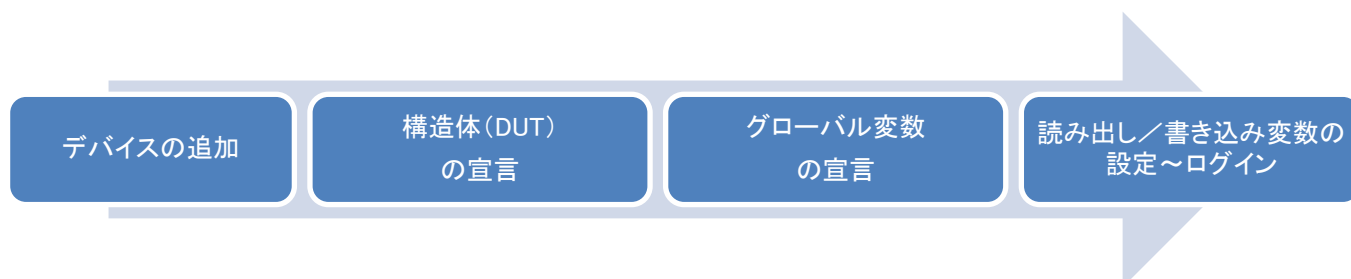 デバイスの追加
構造体（DUT）
の宣言
グローバル変数
の宣言
読み出し／書き込み変数の
設定～ログイン